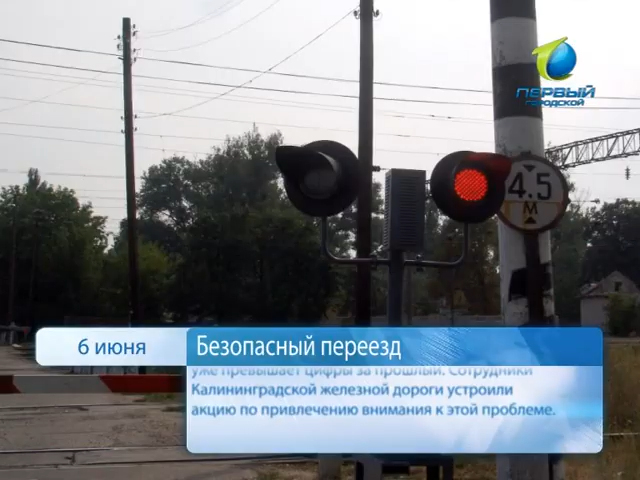 ПЕРВЫЙ
городской
4.5
М
6 июня
Безопасный переезд
уже превышает цифры за прошлый. Сотрудники
Калининградской железной дороги устроили
акцию по привлечению внимания к этой проблеме.